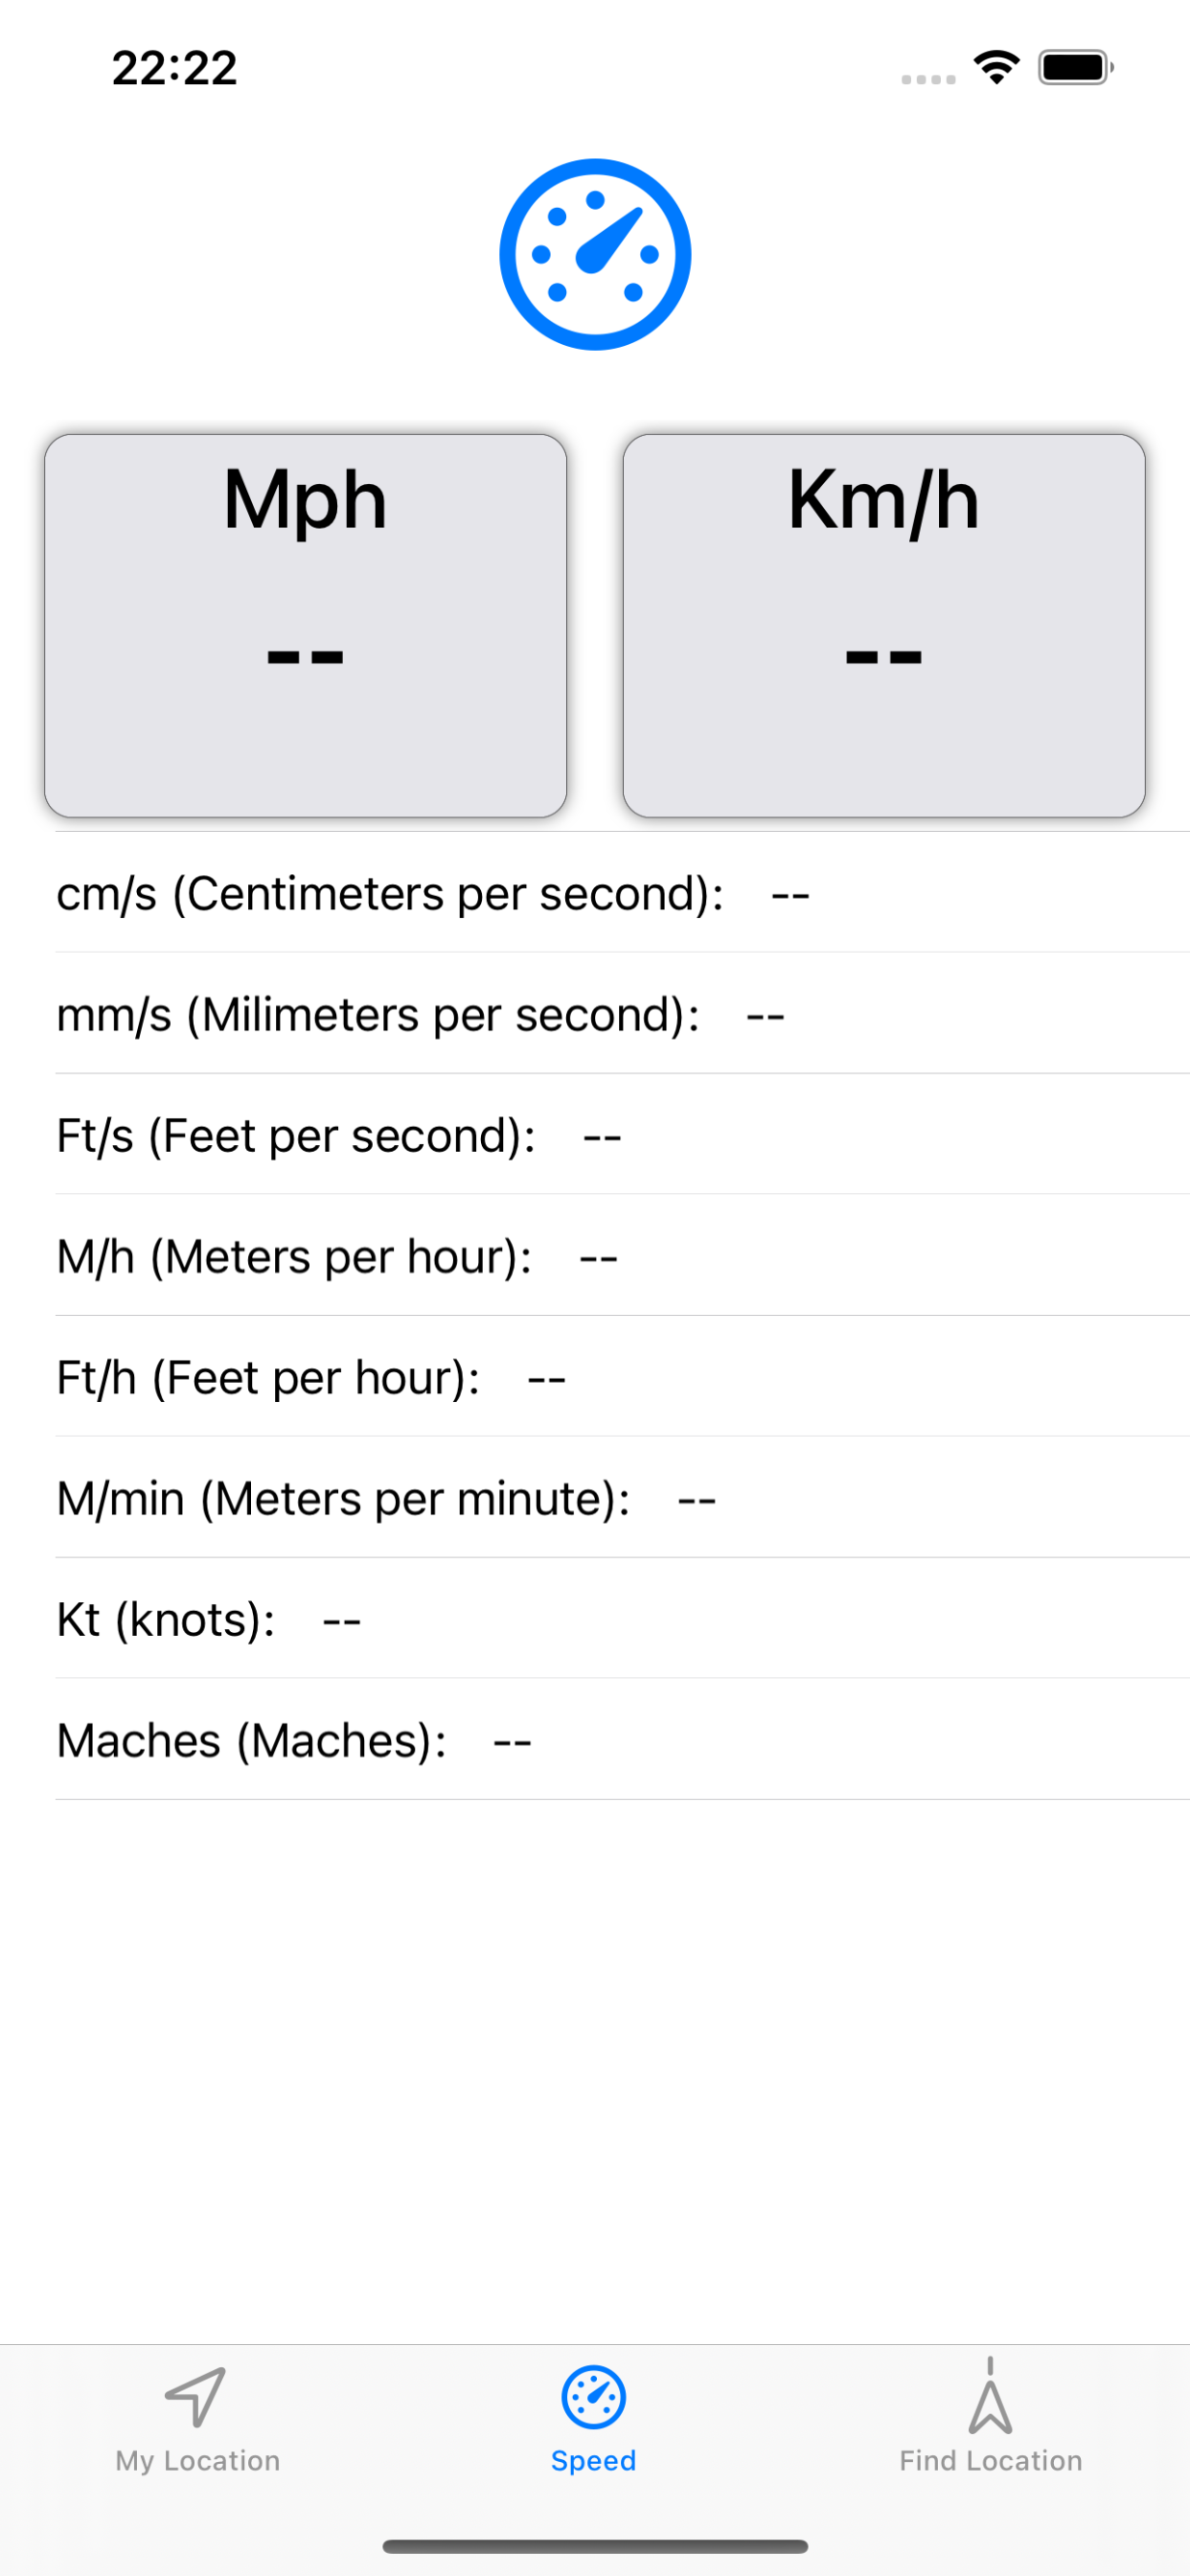 22:22
Mph
Km/h
--
--
cm/s (Centimeters per second): --
mm/s (Milimeters per second): --
Ft/s (Feet per second): --
M/h (Meters per hour): --
Ft/h (Feet per hour): --
M/min (Meters per minute): --
Kt (knots): --
Maches (Maches): --
My Location
Speed
Find Location